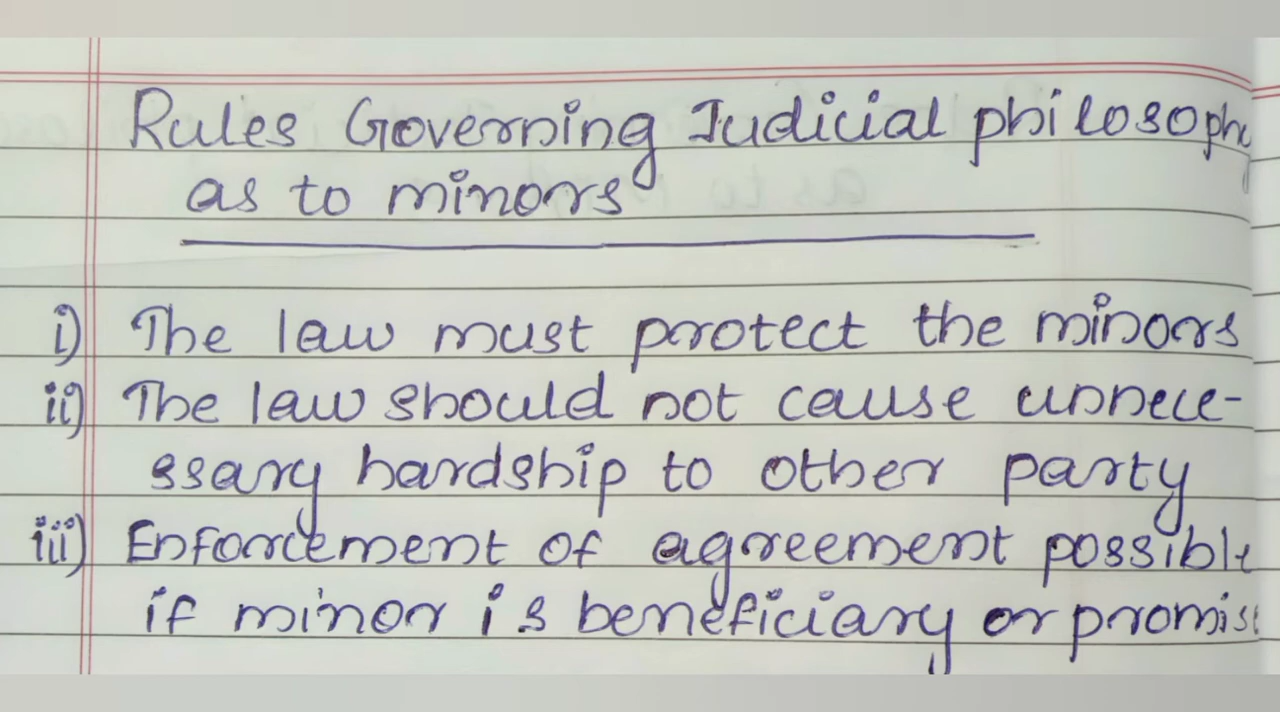 Rules Governing Judicial philosophy
as to minors
i) The law must protect the minors
ii) The law should not cause unnece-
ssary hardship to other party
iii) Enforcement of agreement possible
if minor is beneficiary or